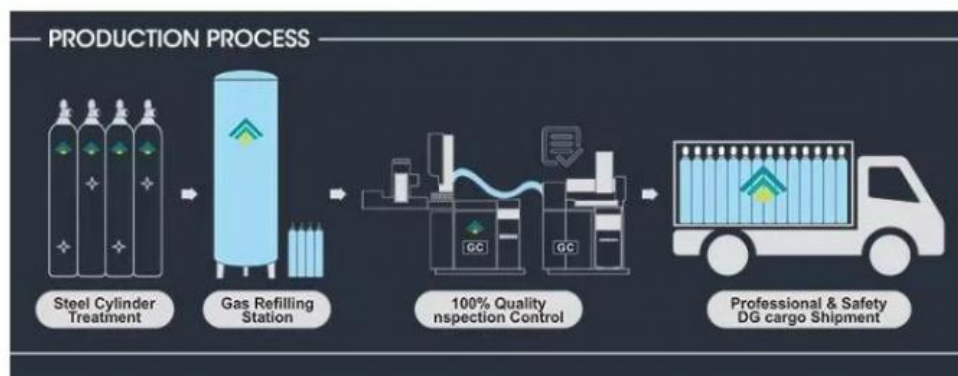 PRODUCTION PROCESS
GC
GC
Steel Cylinder
Treatment
Gas Refilling
Station
100% Quality
nspection Control
Professional & Safety
DG cargo Shipment